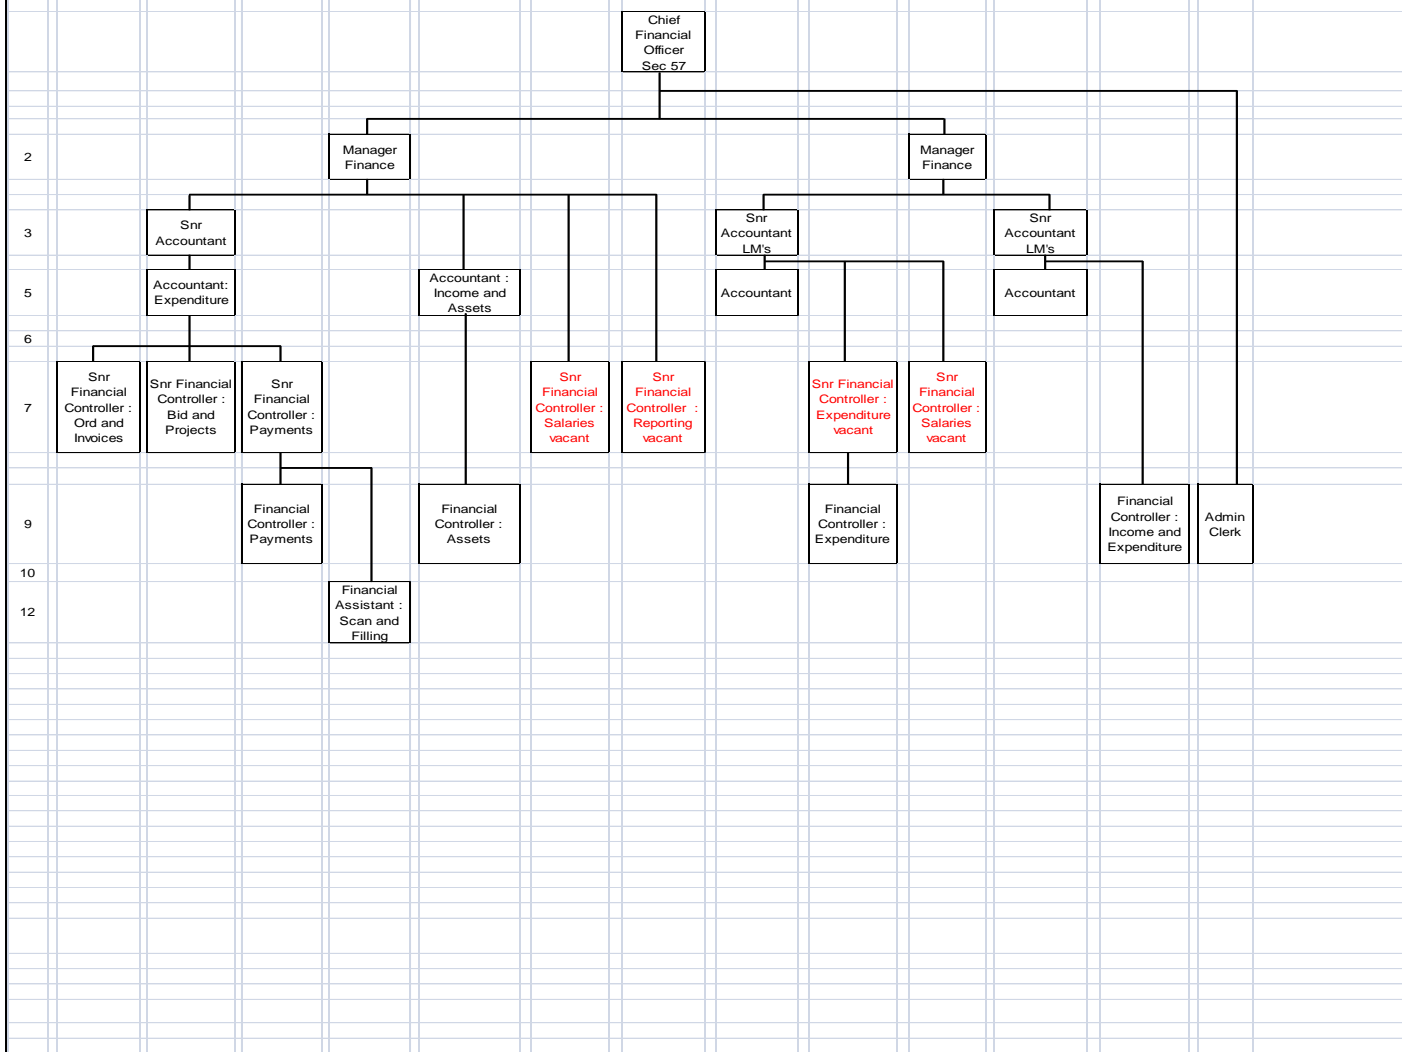 Chief
Financial
Officer
Sec 57
2
Manager
Finance
Manager
Finance
3
Snr
Accountant
Snr
Accountant
LM's
Snr
Accountant
LM's
5
Accountant:
Expenditure
Accountant :
Income and
Assets
Accountant
Accountant
6
7
Snr
Financial
Controller :
Ord and
Invoices
Snr Financial
Controller :
Bid and
Projects
Snr
Financial
Controller :
Payments
Snr
Financial
Controller :
Salaries
vacant
Snr
Financial
Controller :
Reporting
vacant
Snr Financial
Controller :
Expenditure
vacant
Snr
Financial
Controller :
Salaries
vacant
9
Financial
Controller :
Payments
Financial
Controller :
Assets
Financial
Controller :
Expenditure
Financial
Controller :
Income and
Expenditure
Admin
Clerk
10
12
Financial
Assistant :
Scan and
Filling